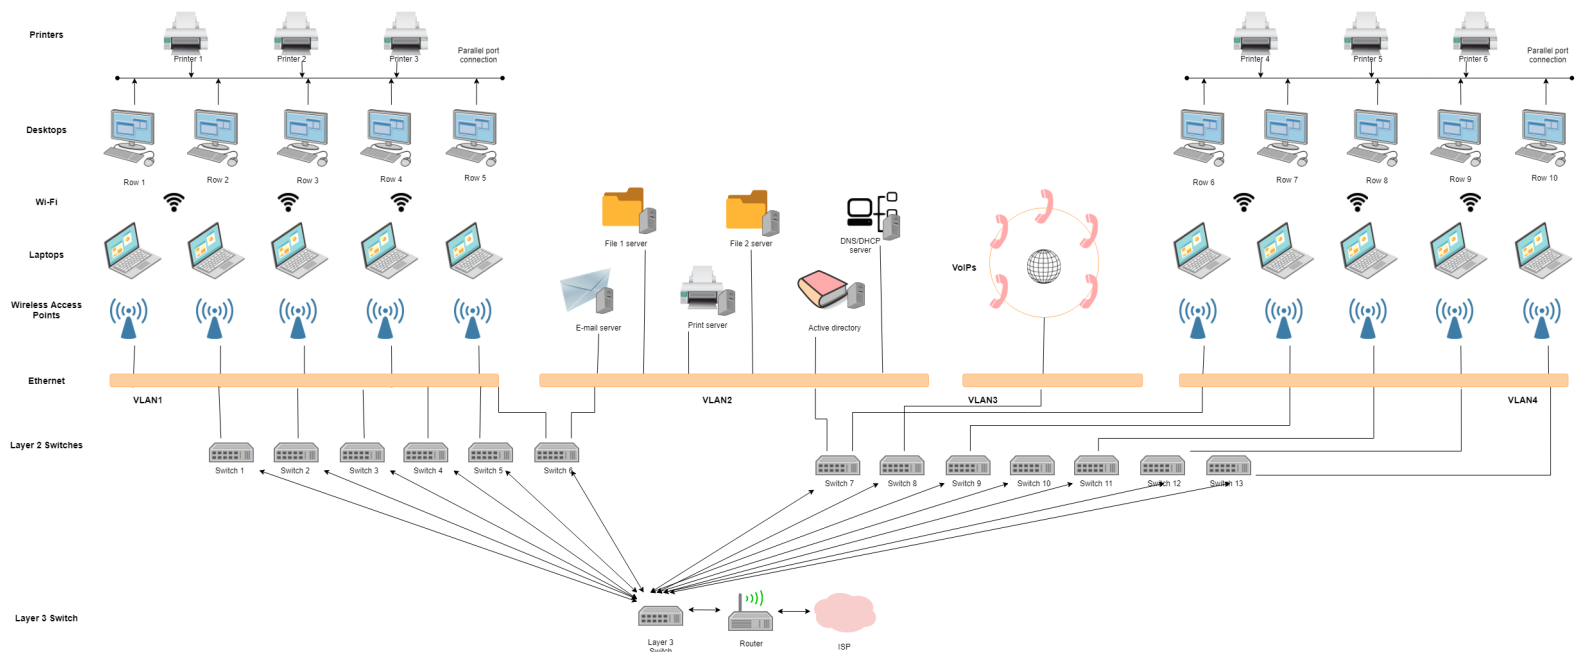 Printers
Printer 1
Printer 2
Printer 3
Parallel port
connection
Printer 4
Printer 5
Printer 6
Parallel port
connection
Desktops
Row 1
Row 2
Row 3
Row 4
Row 5
Row 6
Row 7
Row 8
Row 9
Row 10
Wi-Fi
File 1 server
File 2 server
DNS/DHCP
server
Laptops
VoIPs
Wireless Access
Points
E-mail server
Print server
Active directory
Ethernet
VLAN1
VLAN2
VLAN3
VLAN4
Layer 2 Switches
Switch 1
Switch 2
Switch 3
Switch 4
Switch 5
Switch 6
Switch 7
Switch 8
Switch 9
Switch 10
Switch 11
Switch 12
Switch 13
Layer 3 Switch
Layer 3
Switch
Router
ISP